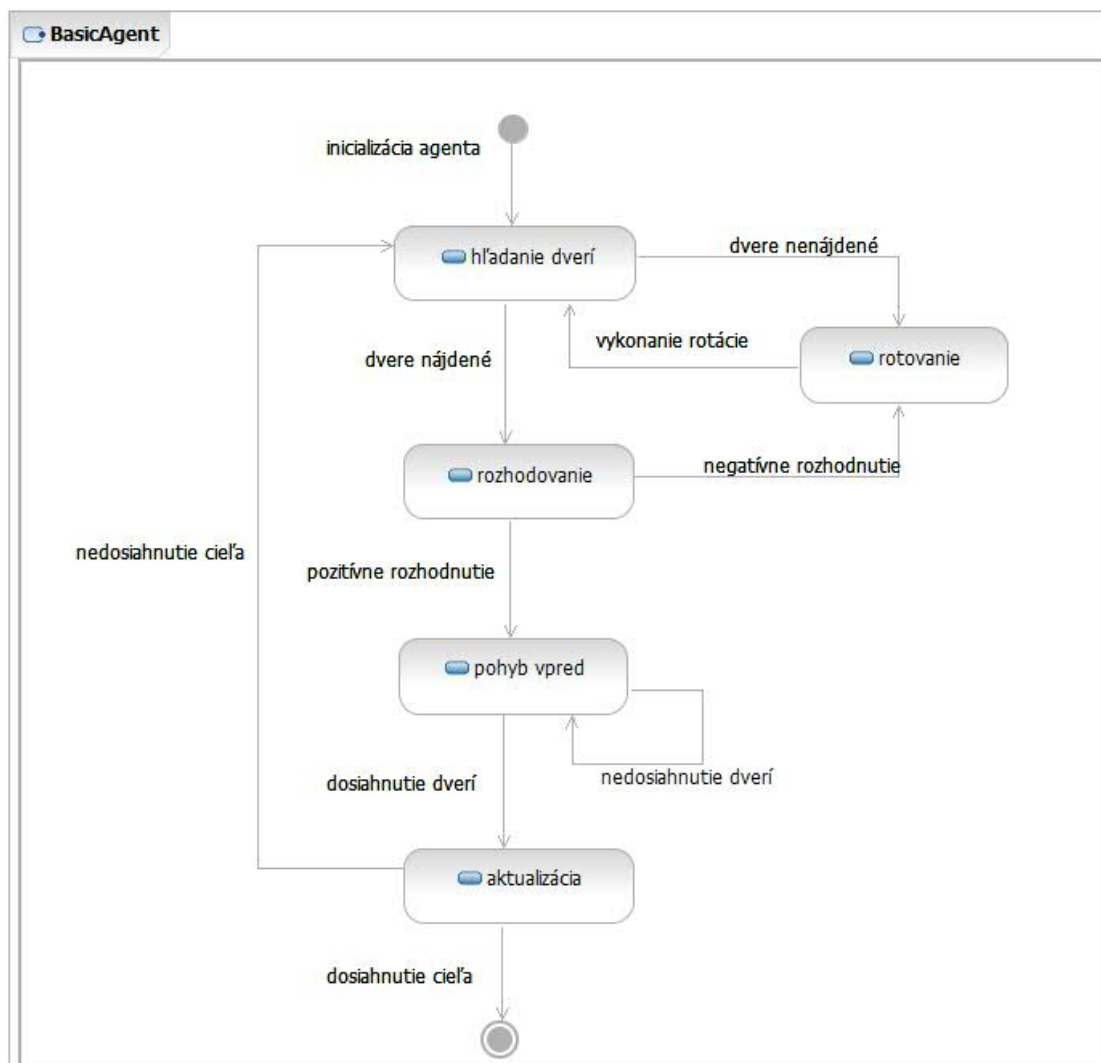 BasicAgent
inicializácia agenta
hľadanie dverí
dvere nenájdené
vykonanie rotácie
rotovanie
dvere nájdené
rozhodovanie
negatívne rozhodnutie
nedosiahnutie cieľa
pozitívne rozhodnutie
pohyb vpred
nedosiahnutie dverí
dosiahnutie dverí
aktualizácia
dosiahnutie cieľa